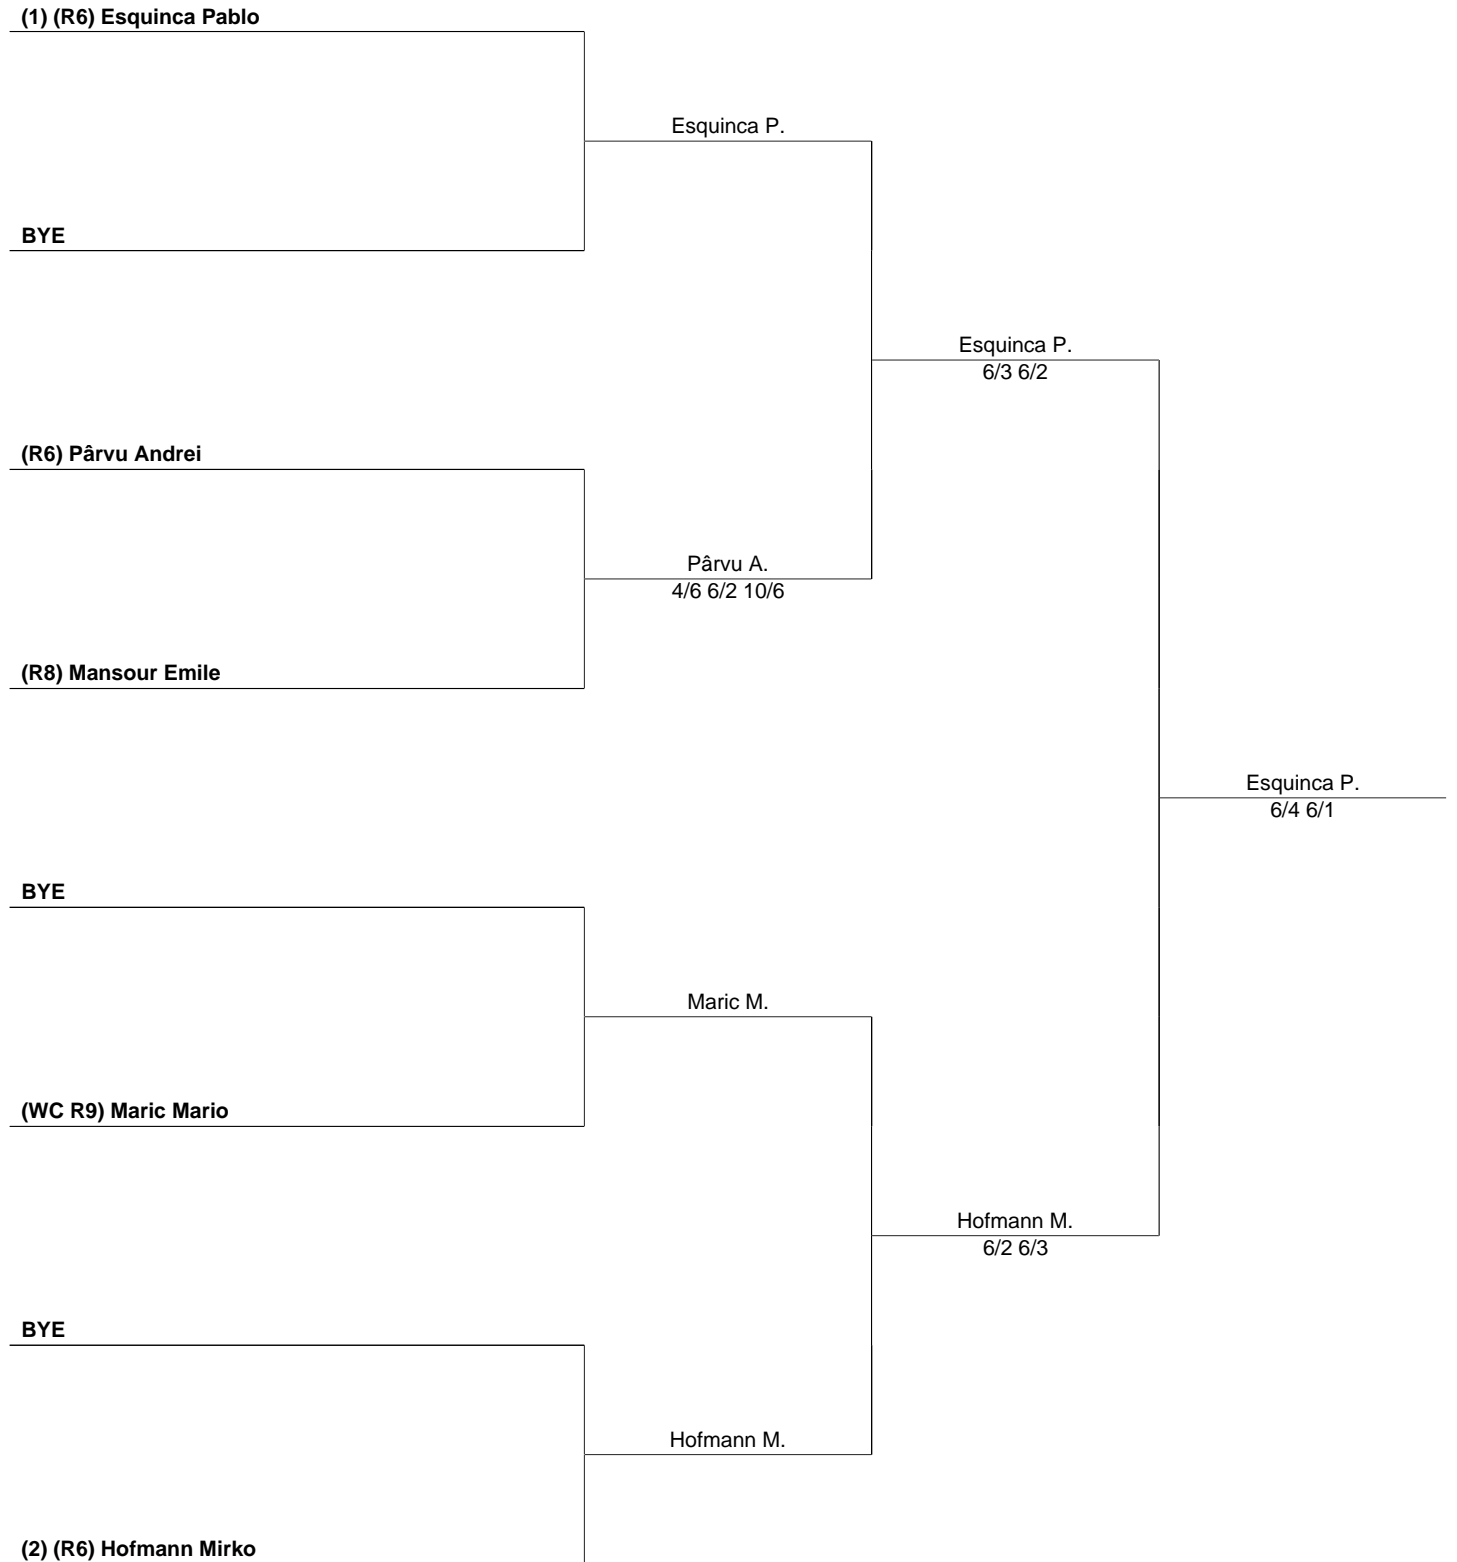 (1) (R6) Esquinca Pablo
Esquinca P.
BYE
Esquinca P.
6/3 6/2
(R6) Pârvu Andrei
Pârvu A.
4/6 6/2 10/6
(R8) Mansour Emile
Esquinca P.
6/4 6/1
BYE
Maric M.
(WC R9) Maric Mario
Hofmann M.
6/2 6/3
BYE
Hofmann M.
(2) (R6) Hofmann Mirko